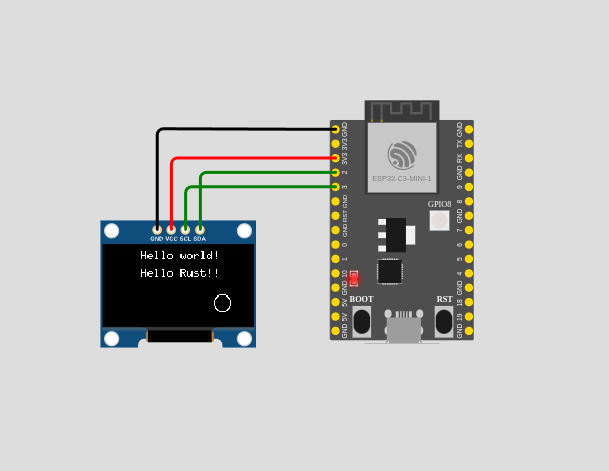 GND
3V3
3V3
2
3
GND
RST
GND
0
1
10
GND
5V
5V
GND
ESP32-C3-MINI-1
GPIO8
BOOT
RST
GND
TX
RX
GND
9
8
GND
7
6
5
4
GND
18
19
GND
GND VCC SCL SDA
Hello world!
Hello Rust!!